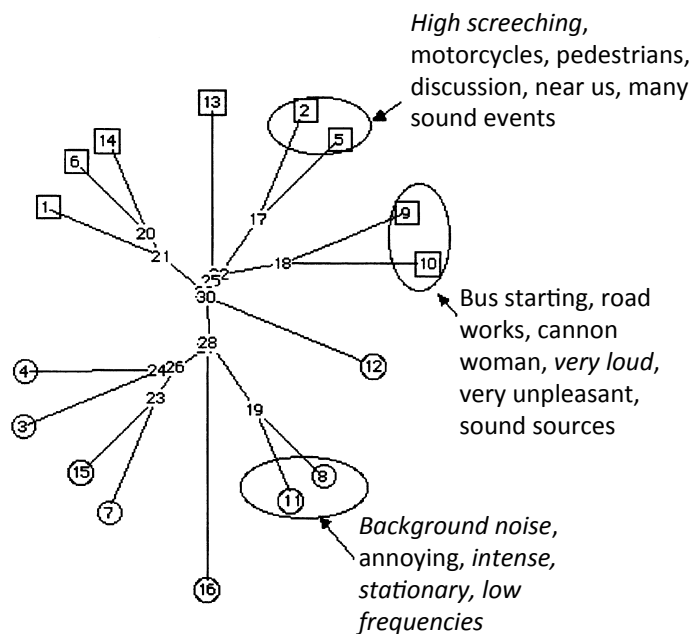 High screeching,
motorcycles, pedestrians,
discussion, near us, many
sound events
13
2
14
5
6
1
9
17
20
21
18
10
22
25
30
Bus starting, road
works, cannon
woman, very loud,
very unpleasant,
sound sources
28
12
4
24 26
23
19
3
15
8
11
7
Background noise,
annoying, intense,
stationary, low
frequencies
16